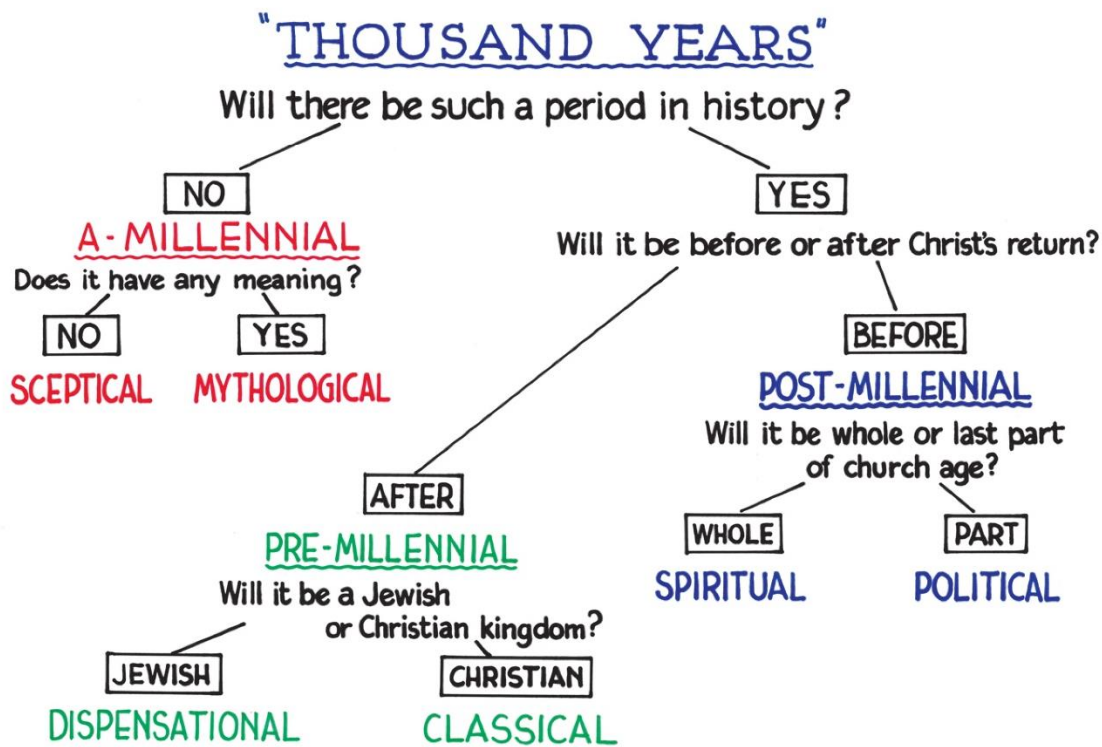 "THOUSAND YEARS"
Will there be such a period in history?
NO
A-MILLENNIAL
Does it have any meaning?
NO
SCEPTICAL
YES
MYTHOLOGICAL
YES
Will it be before or after Christ's return?
AFTER
PRE-MILLENNIAL
Will it be a Jewish
or Christian kingdom?
JEWISH
DISPENSATIONAL
CHRISTIAN
CLASSICAL
BEFORE
POST-MILLENNIAL
Will it be whole or last part
of church age?
WHOLE
SPIRITUAL
PART
POLITICAL